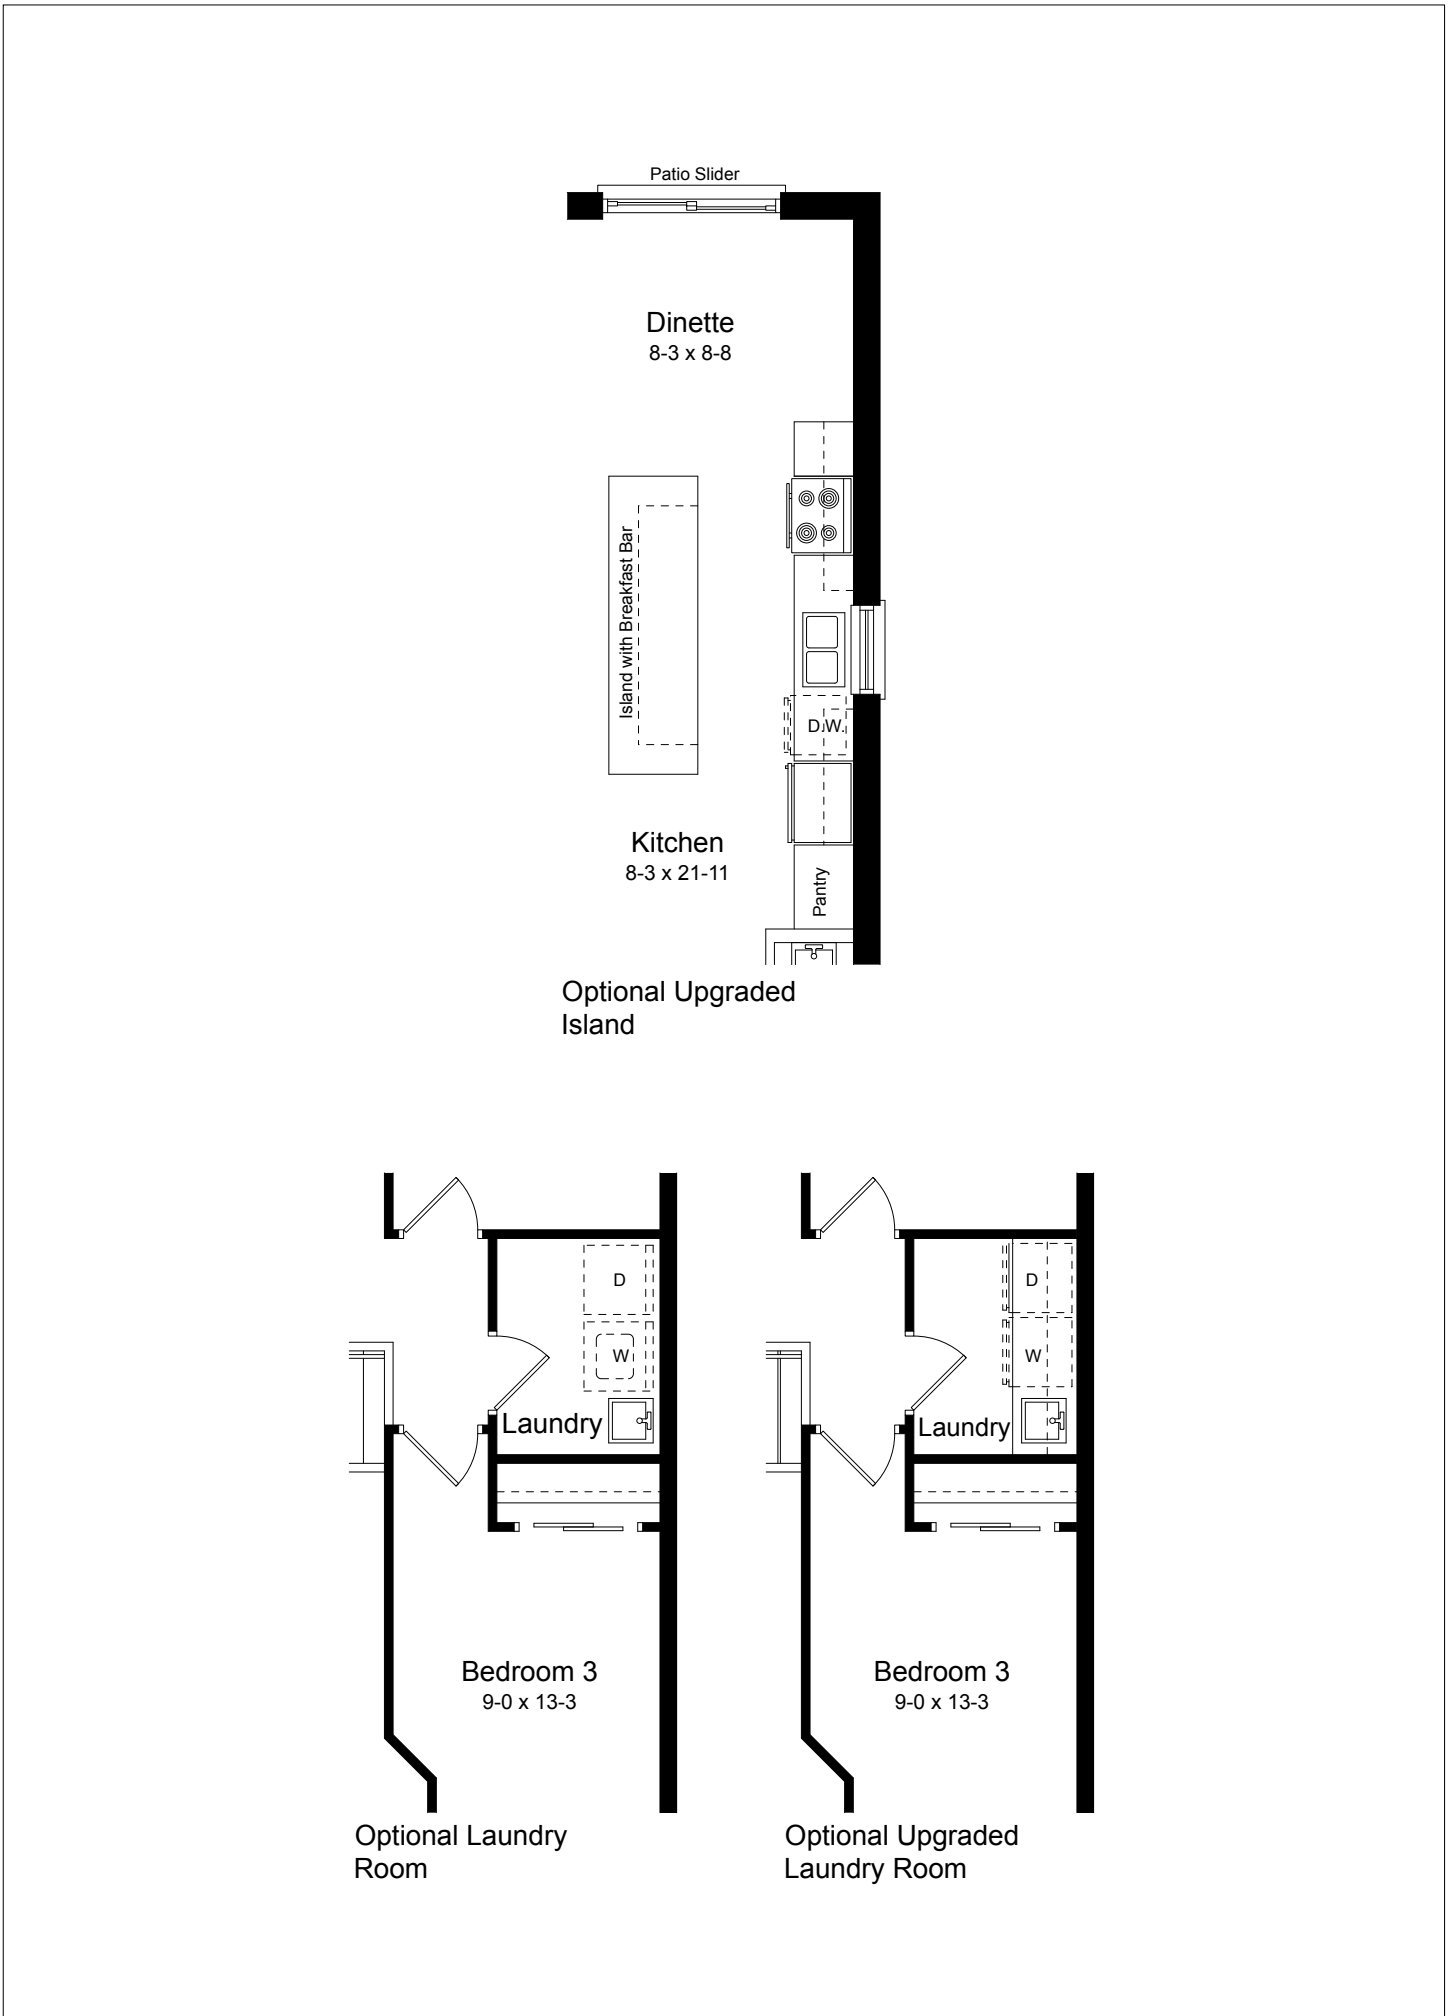 Patio Slider
Dinette
8-3 x 8-8
Island with Breakfast Bar
D.W.
Kitchen
8-3 x 21-11
Pantry
Optional Upgraded
Island
D
W
Laundry
Bedroom 3
9-0 x 13-3
Optional Laundry
Room
D
W
Laundry
Bedroom 3
9-0 x 13-3
Optional Upgraded
Laundry Room